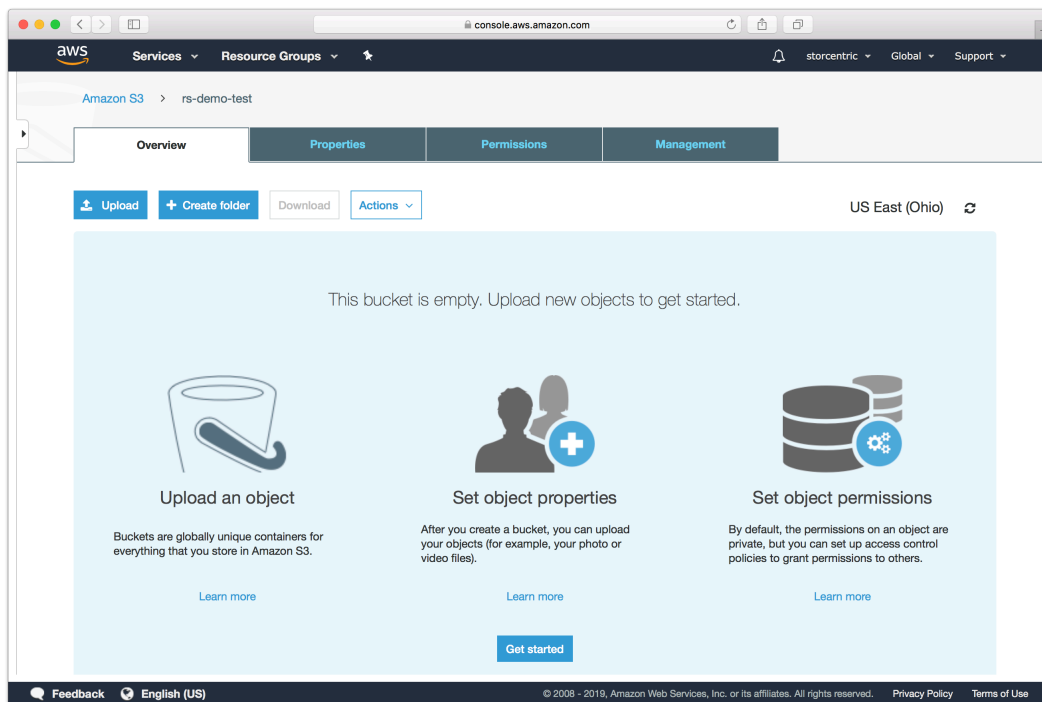 console.aws.amazon.com
aws Services Resource Groups storcentric Global Support
Amazon S3 > rs-demo-test
Overview Properties Permissions Management
Upload + Create folder Download Actions US East (Ohio)
This bucket is empty. Upload new objects to get started.
Upload an object
Buckets are globally unique containers for
everything that you store in Amazon S3.
Learn more
Set object properties
After you create a bucket, you can upload
your objects (for example, your photo or
video files).
Learn more
Set object permissions
By default, the permissions on an object are
private, but you can set up access control
policies to grant permissions to others.
Learn more
Get started
Feedback English (US) © 2008 - 2019, Amazon Web Services, Inc. or its affiliates. All rights reserved. Privacy Policy Terms of Use